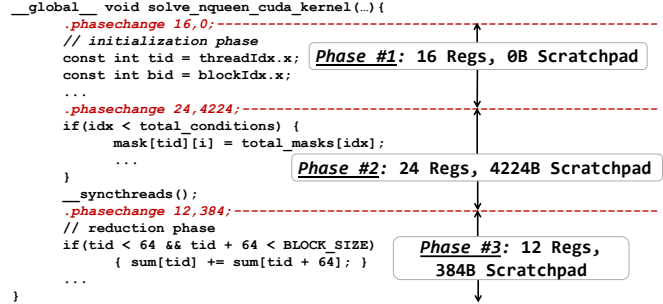 __global__ void solve_nqueen_cuda_kernel(…){
.phasechange 16,0;
// initialization phase
const int tid = threadIdx.x;
const int bid = blockIdx.x;
...
Phase #1: 16 Regs, 0B Scratchpad
.phasechange 24,4224;
if(idx < total_conditions) {
mask[tid][i] = total_masks[idx];
...
}
__syncthreads();
Phase #2: 24 Regs, 4224B Scratchpad
.phasechange 12,384;
// reduction phase
if(tid < 64 && tid + 64 < BLOCK_SIZE)
{ sum[tid] += sum[tid + 64]; }
...
}
Phase #3: 12 Regs,
384B Scratchpad